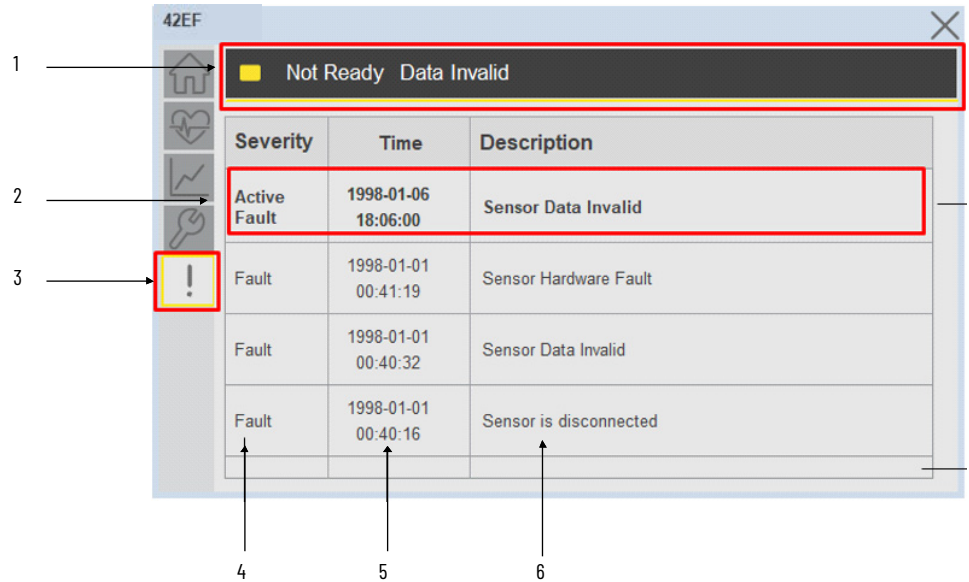 42EF
1
Not Ready Data Invalid
Severity Time Description
2
Active
Fault
1998-01-06
18:06:00
Sensor Data Invalid
3
!
Fault
1998-01-01
00:41:19
Sensor Hardware Fault
Fault
1998-01-01
00:40:32
Sensor Data Invalid
Fault
1998-01-01
00:40:16
Sensor is disconnected
4 5 6